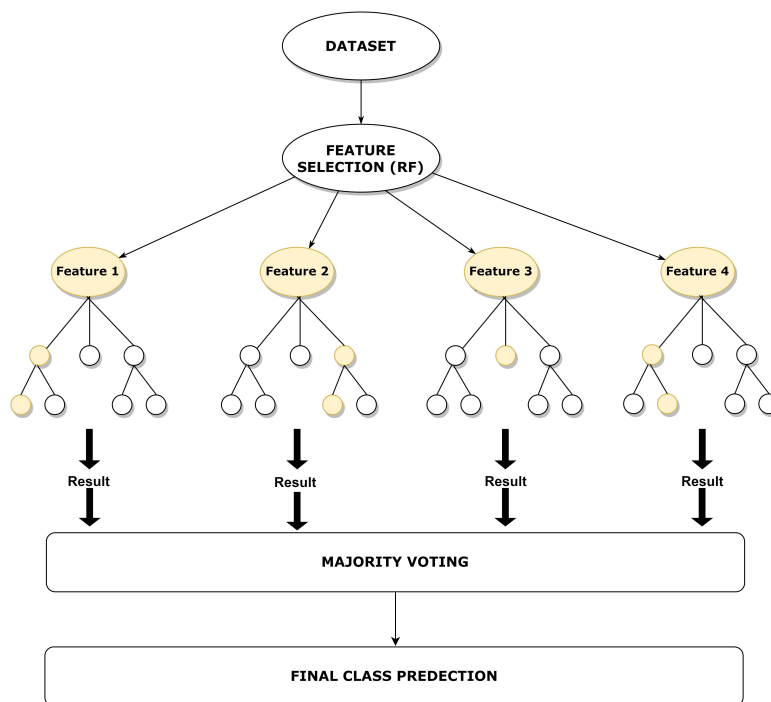 DATASET
FEATURE
SELECTION (RF)
Feature 1
Feature 2
Feature 3
Feature 4
Result
Result
Result
Result
MAJORITY VOTING
FINAL CLASS PREDECTION